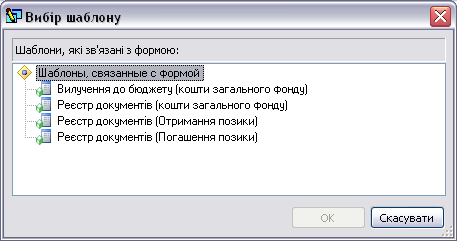 Вибір шаблону
Шаблони, які зв'язані з формою:
Шаблоны, связанные с формой
Вилучення до бюджету (кошти загального фонду)
Реєстр документів (кошти загального фонду)
Реєстр документів (Отримання позики)
Реєстр документів (Погашення позики)
ОК
Скасувати